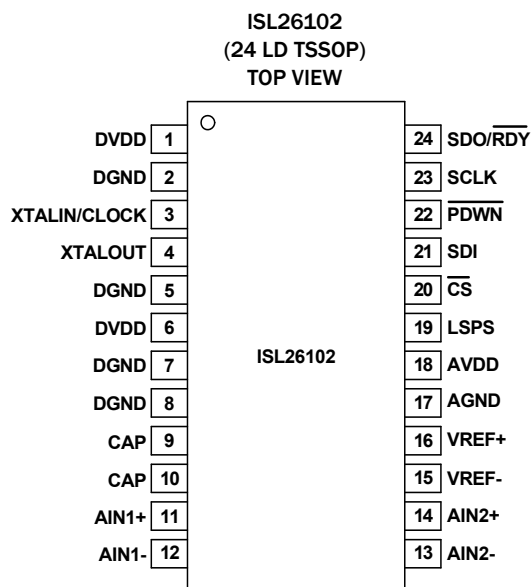 ISL26102
(24 LD TSSOP)
TOP VIEW
DVDD 1 24 SDO/RDY
DGND 2 23 SCLK
XTALIN/CLOCK 3 22 PDWN
XTALOUT 4 21 SDI
DGND 5 20 CS
DVDD 6 19 LSPS
DGND 7 ISL26102 18 AVDD
DGND 8 17 AGND
CAP 9 16 VREF+
CAP 10 15 VREF-
AIN1+ 11 14 AIN2+
AIN1- 12 13 AIN2-